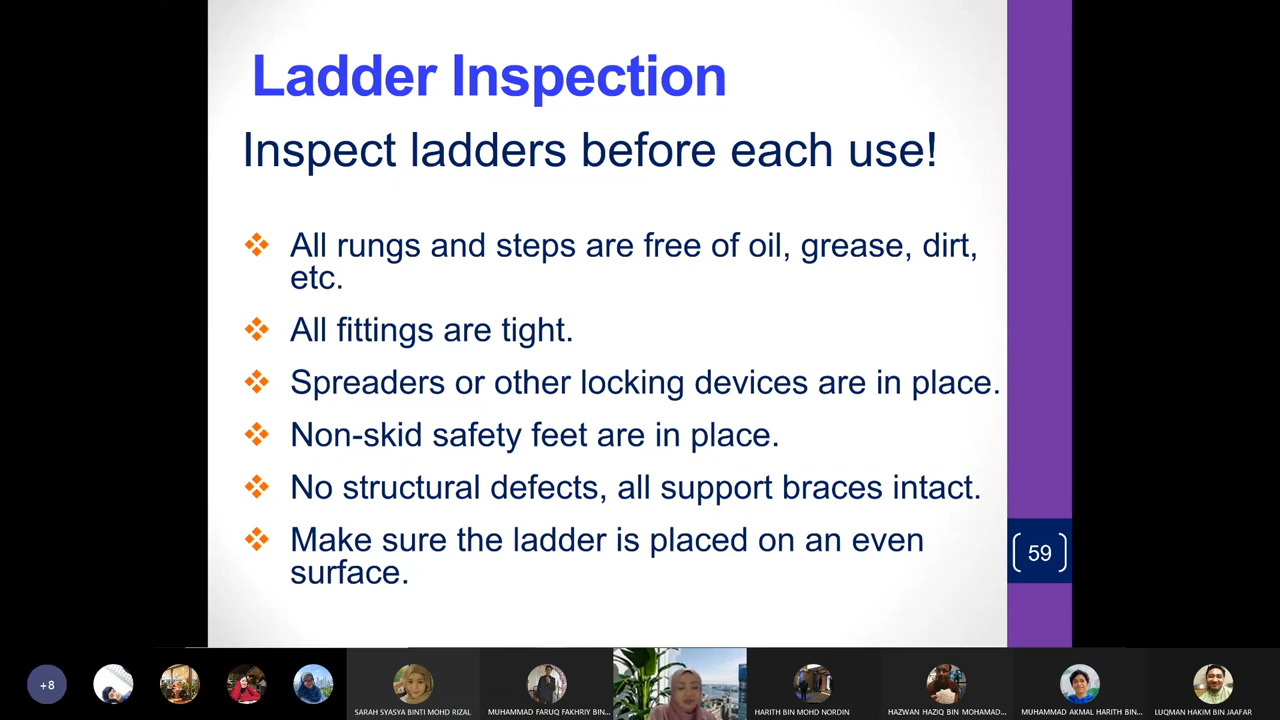 Ladder Inspection
Inspect ladders before each use!
All rungs and steps are free of oil, grease, dirt,
etc.
All fittings are tight.
Spreaders or other locking devices are in place.
Non-skid safety feet are in place.
No structural defects, all support braces intact.
Make sure the ladder is placed on an even
surface.
59
+8
SARAH SYASYA BINTI MOHD RIZAL
MUHAMMAD FARUQ FAKHRIY BIN...
HARITH BIN MOHD NORDIN
HAZWAN HAZIQ BIN MOHAMAD...
MUHAMMAD AKMAL HARITH BIN...
LUQMAN HAKIM BIN JAAFAR